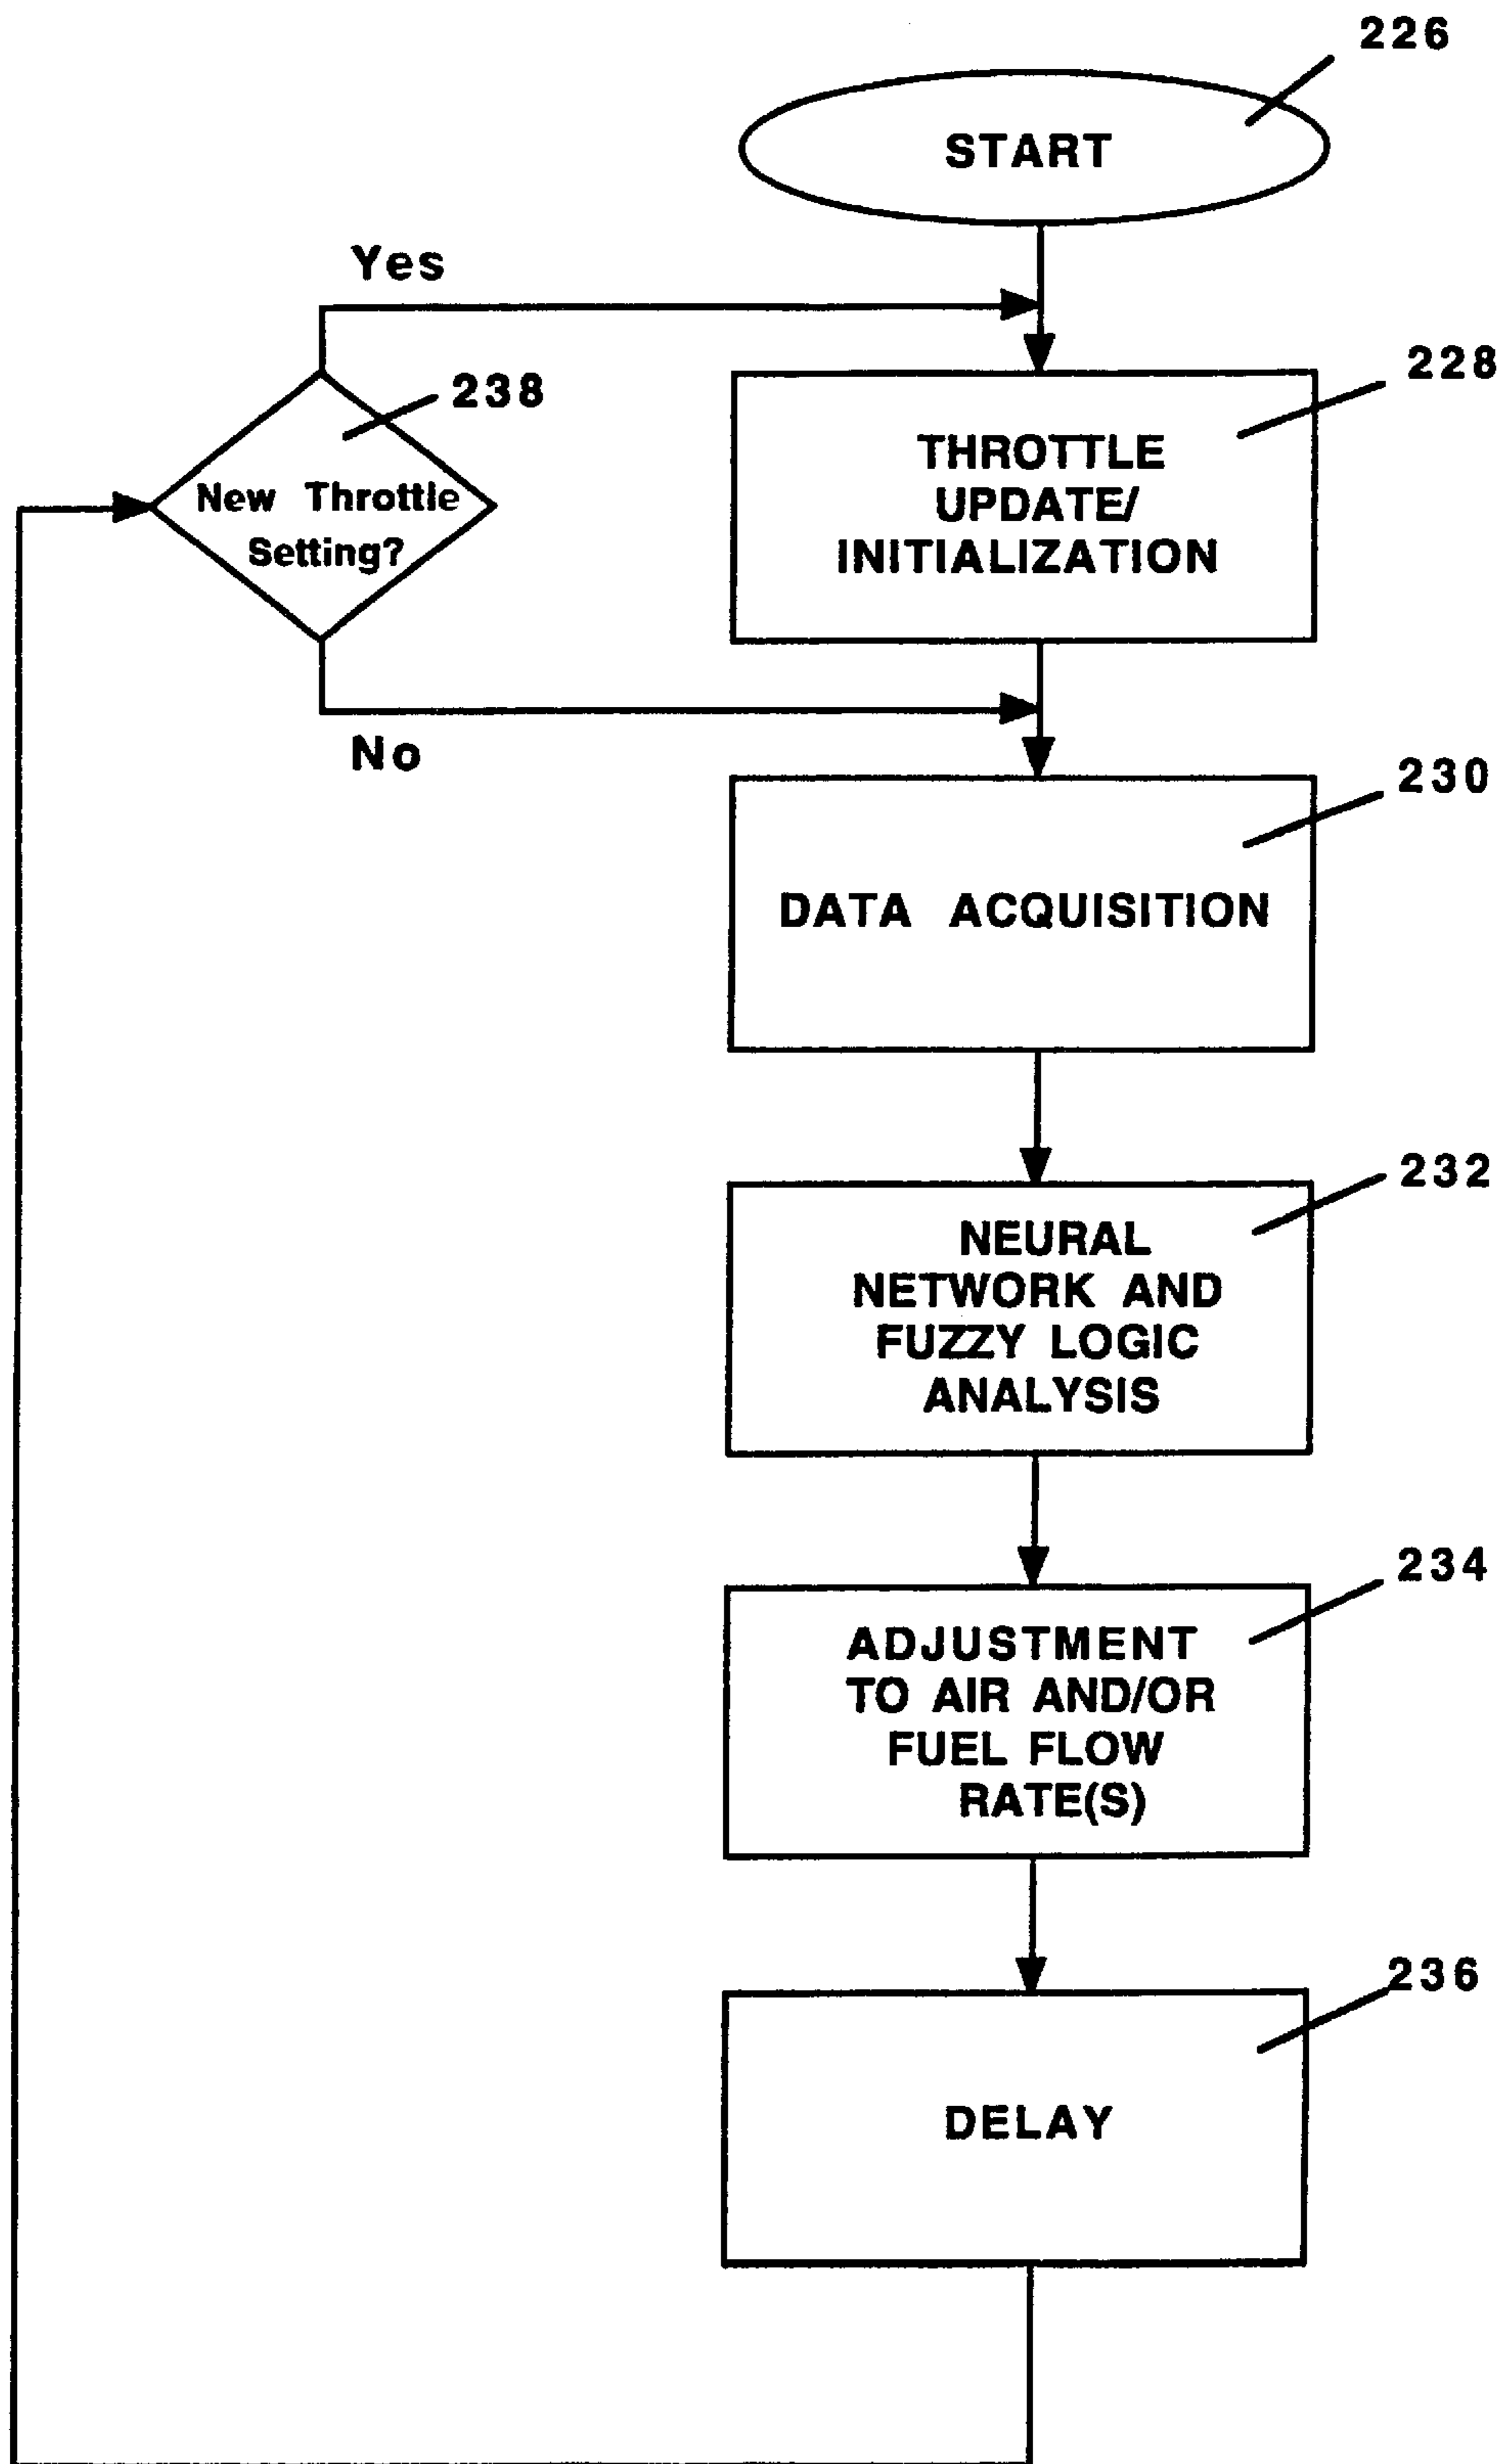 226
START
Yes
228
238
THROTTLE
UPDATE/
INITIALIZATION
New Throttle
Setting?
No
230
DATA ACQUISITION
232
NEURAL
NETWORK AND
FUZZY LOGIC
ANALYSIS
234
ADJUSTMENT
TO AIR AND/OR
FUEL FLOW
RATE(S)
236
DELAY